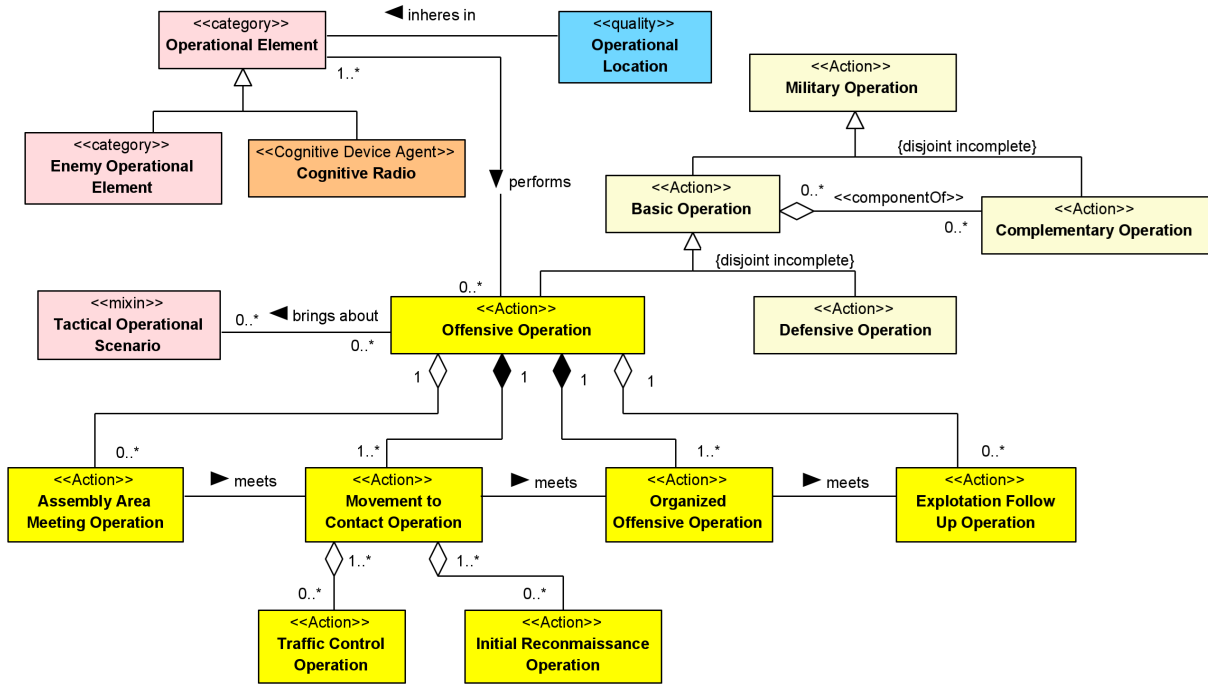 <<category>>
Operational Element
inheres in
<<quality>>
Operational
Location
1..*
<<Action>>
Military Operation
{disjoint incomplete}
<<category>>
Enemy Operational
Element
<<Cognitive Device Agent>>
Cognitive Radio
performs
<<Action>>
Basic Operation
0..*
<<componentOf>>
0..*
<<Action>>
Complementary Operation
{disjoint incomplete}
0..*
<<mixin>>
Tactical Operational
Scenario
0..*
brings about
0..*
<<Action>>
Offensive Operation
<<Action>>
Defensive Operation
1
1
1
1
0..*
1..*
1..*
0..*
<<Action>>
Assembly Area
Meeting Operation
meets
<<Action>>
Movement to
Contact Operation
meets
<<Action>>
Organized
Offensive Operation
meets
<<Action>>
Explotation Follow
Up Operation
1..*
1..*
0..*
0..*
<<Action>>
Traffic Control
Operation
<<Action>>
Initial Reconmaissance
Operation